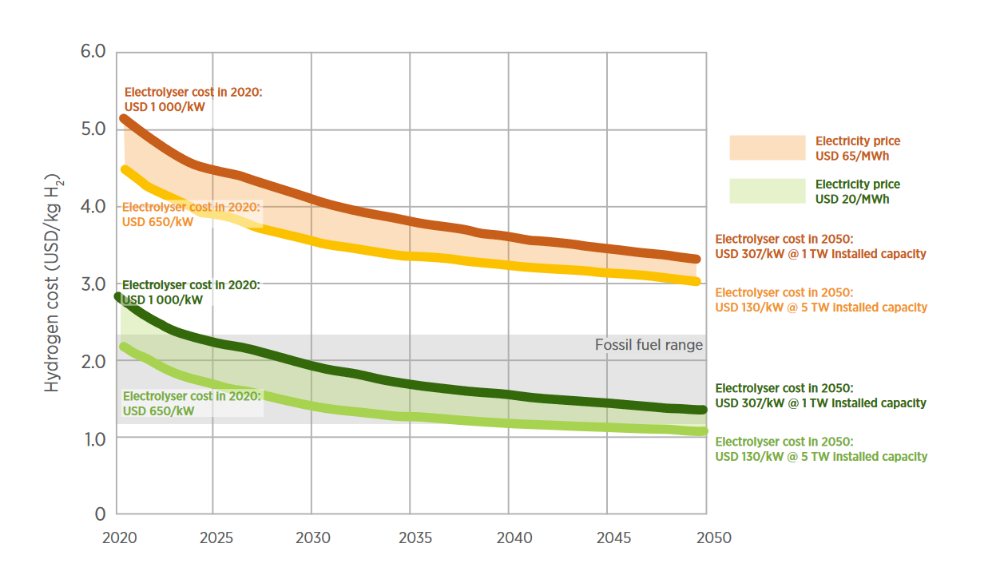 Hydrogen cost (USD/kg H₂)
6.0
5.0
4.0
3.0
2.0
1.0
0
2020
2025
2030
2035
2040
2045
2050
Electrolyser cost in 2020:
USD 1 000/kW
Electrolyser cost in 2020:
USD 650/kW
Electrolyser cost in 2020:
USD 1 000/kW
Electrolyser cost in 2020:
USD 650/kW
Fossil fuel range
Electricity price
USD 65/MWh
Electricity price
USD 20/MWh
Electrolyser cost in 2050:
USD 307/kW @ 1 TW Installed capacity
Electrolyser cost in 2050:
USD 130/kW @ 5 TW Installed capacity
Electrolyser cost in 2050:
USD 307/kW @ 1 TW Installed capacity
Electrolyser cost in 2050:
USD 130/kW @ 5 TW Installed capacity